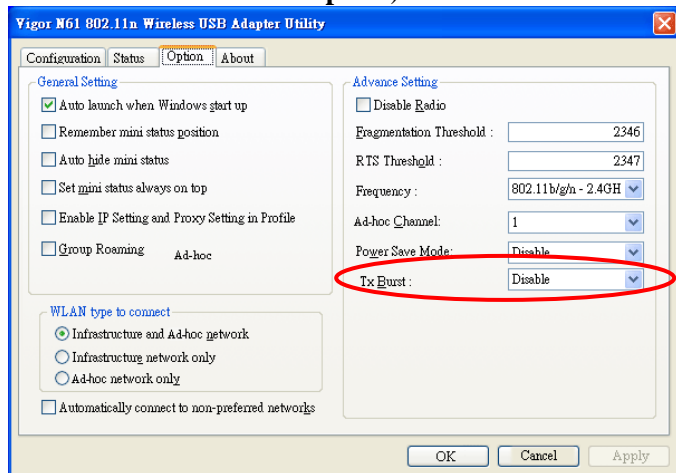 Vigor N61 802.11n Wireless USB Adapter Utility
Configuration Status Option About
General Setting
Auto launch when Windows start up
Remember mini status position
Auto hide mini status
Set mini status always on top
Enable IP Setting and Proxy Setting in Profile
Group Roaming Ad-hoc
WLAN type to connect
Infrastructure and Ad-hoc network
Infrastructure network only
Ad-hoc network only
Automatically connect to non-preferred networks
Advance Setting
Disable Radio
Fragmentation Threshold : 2346
RTS Threshold : 2347
Frequency : 802.11b/g/n - 2.4GH
Ad-hoc Channel: 1
Power Save Mode: Disable
Tx Burst : Disable
OK Cancel Apply